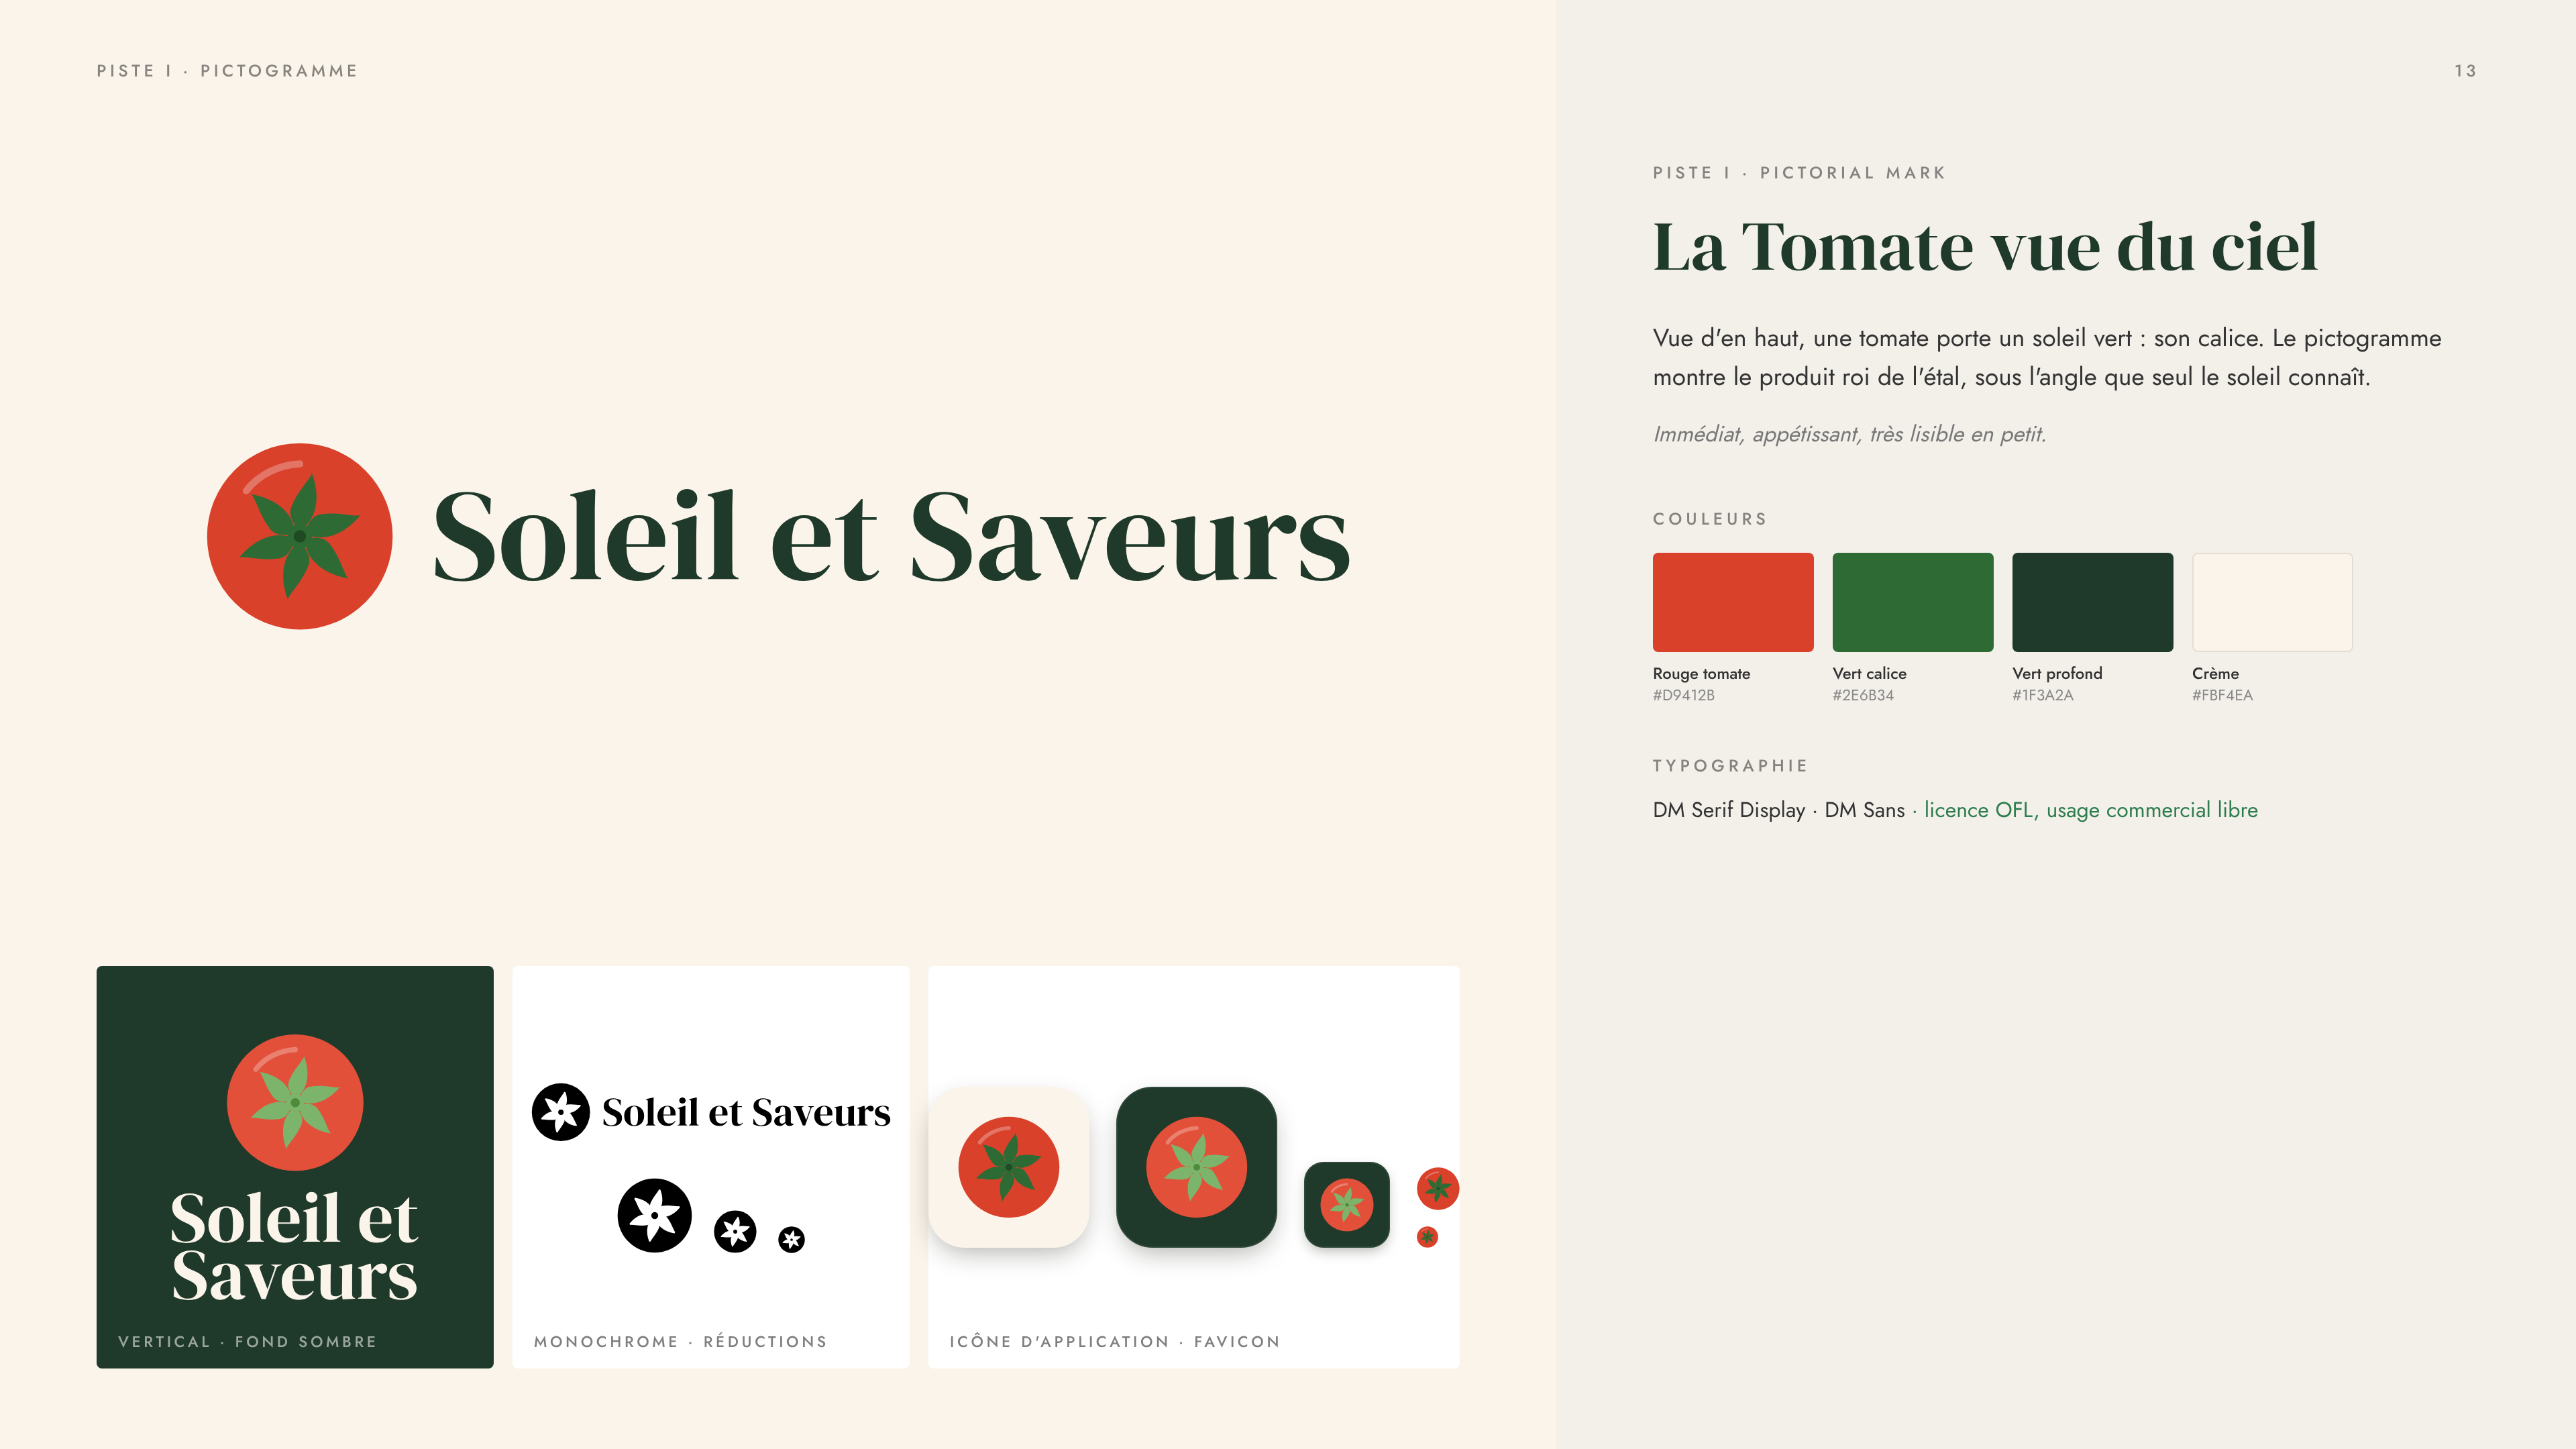 PISTE I · PICTOGRAMME
13
Soleil et Saveurs
Soleil et
Saveurs
VERTICAL · FOND SOMBRE
Soleil et Saveurs
MONOCHROME · RÉDUCTIONS
ICÔNE D'APPLICATION · FAVICON
PISTE I · PICTORIAL MARK
La Tomate vue du ciel
Vue d'en haut, une tomate porte un soleil vert : son calice. Le pictogramme
montre le produit roi de l'étal, sous l'angle que seul le soleil connaît.
Immédiat, appétissant, très lisible en petit.
COULEURS
Rouge tomate
#D9412B
Vert calice
#2E6B34
Vert profond
#1F3A2A
Crème
#FBF4EA
TYPOGRAPHIE
DM Serif Display · DM Sans · licence OFL, usage commercial libre